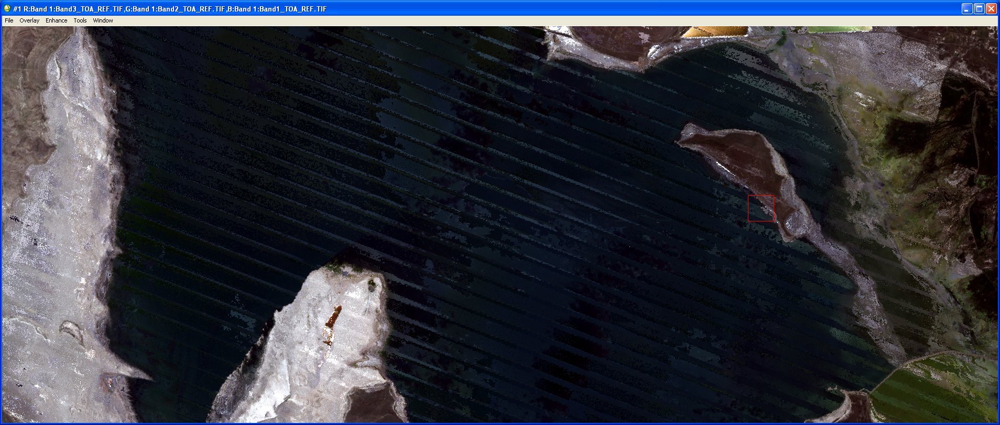 #1 R:Band 1:Band3_TOA_REF.TIF,G:Band 1:Band2_TOA_REF.TIF,B:Band 1:Band1_TOA_REF.TIF
File Overlay Enhance Tools Window